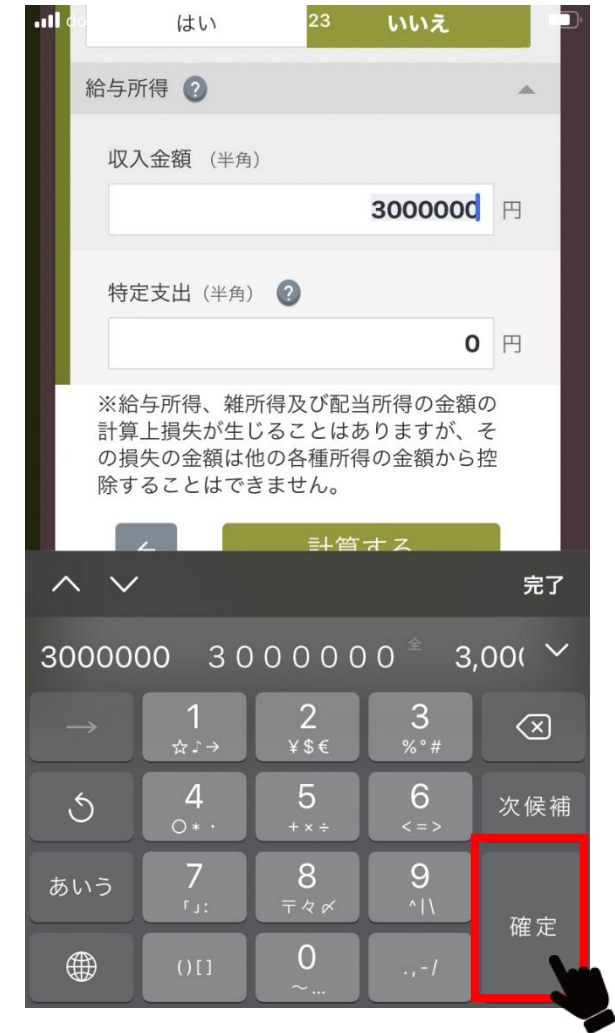 はい
23
いいえ
給与所得 ?
収入金額 （半角）
3000000 円
特定支出（半角） ?
0 円
※給与所得、雑所得及び配当所得の金額の
計算上損失が生じることはありますが、そ
の損失の金額は他の各種所得の金額から控
除することはできません。
計算する
完了
3000000 ３００００００ 全 3,00
→ 1 2 3
☆♪→ ¥$€ %°#
4 5 6 次候補
○*・ +×÷ <=>
あいう 7 8 9
「」: 〒々〆 ^|\
確定
()[] 0 .,-/
～…